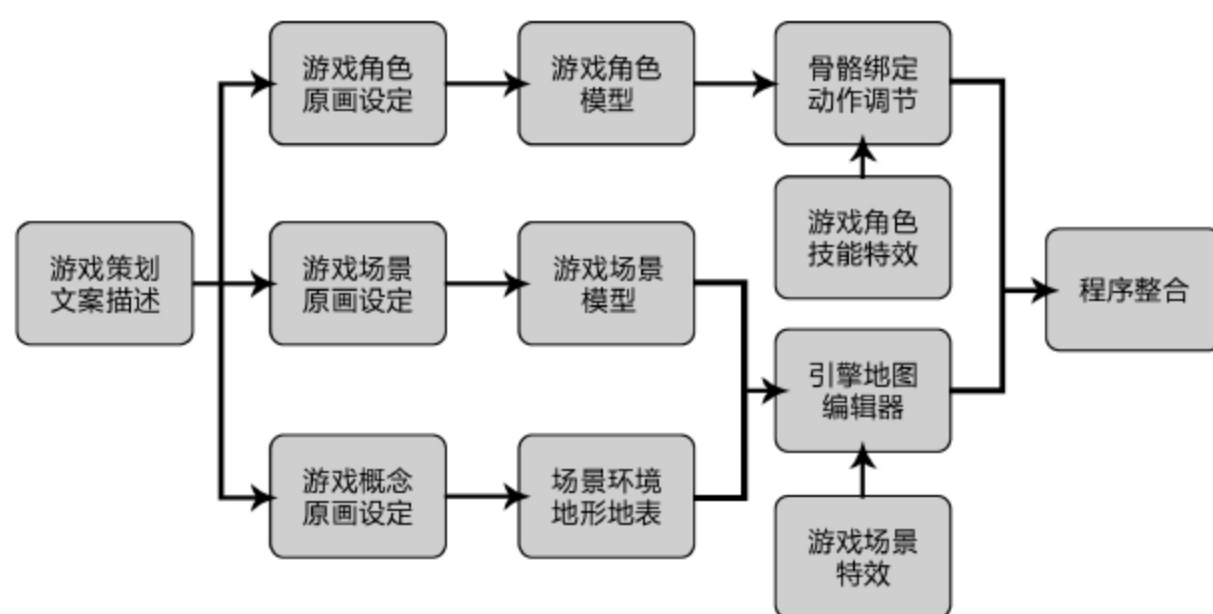 游戏策划
文案描述
游戏角色
原画设定
游戏角色
模型
骨骼绑定
动作调节
游戏角色
技能特效
游戏场景
原画设定
游戏场景
模型
引擎地图
编辑器
游戏概念
原画设定
场景环境
地形地表
游戏场景
特效
程序整合